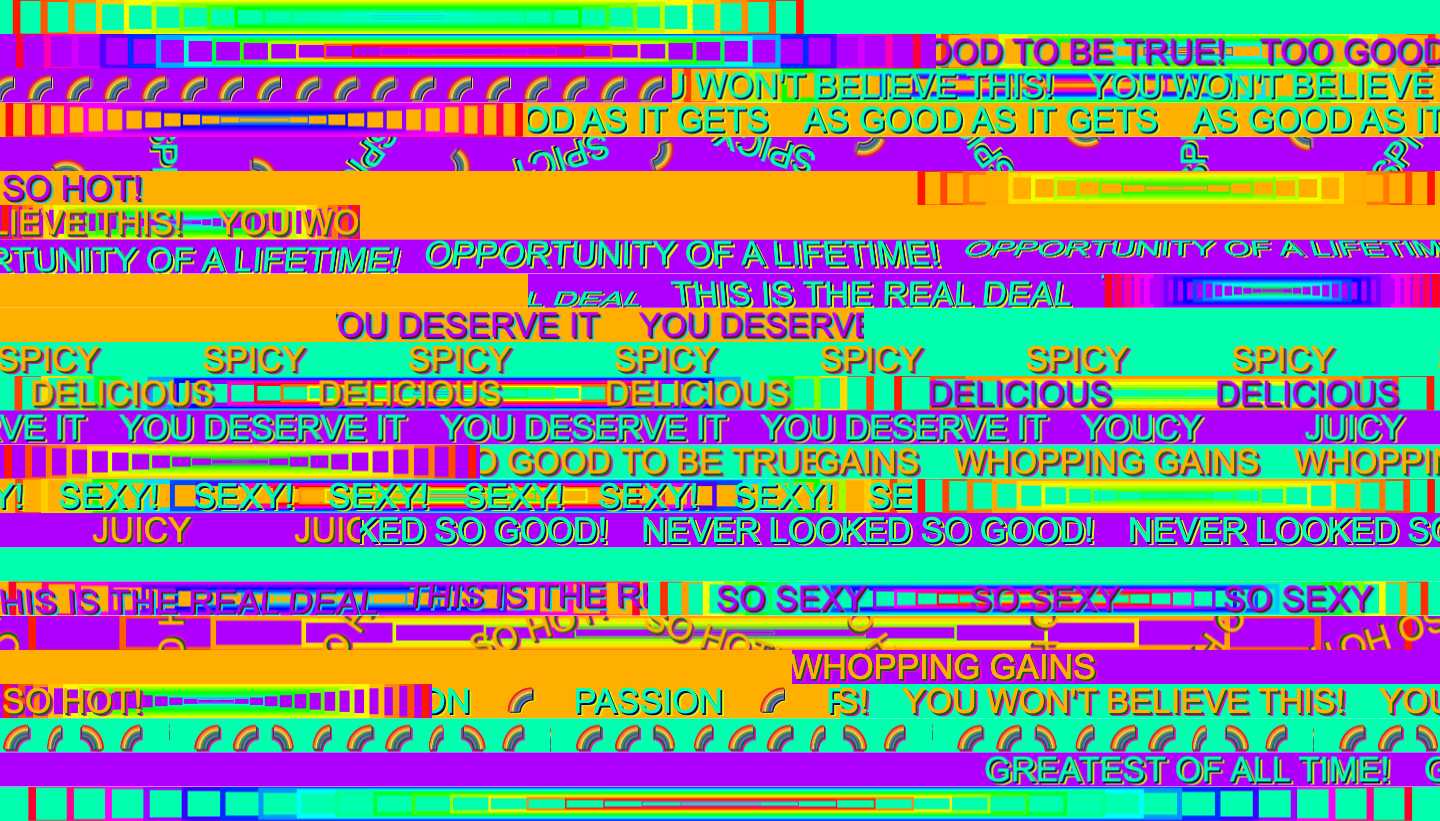 OOD TO BE TRUE! TOO GOOD
U WON'T BELIEVE THIS! YOU WON'T BELIEVE
OD AS IT GETS AS GOOD AS IT GETS AS GOOD AS IT
SPICY SPICY
SO HOT!
LIEVE THIS! YOU WO
RTUNITY OF A LIFETIME! OPPORTUNITY OF A LIFETIME! OPPORTUNITY OF A LIFETIM
L DEAL THIS IS THE REAL DEAL
YOU DESERVE IT YOU DESERVE
SPICY SPICY SPICY SPICY SPICY SPICY SPICY
DELICIOUS DELICIOUS DELICIOUS DELICIOUS DELICIOUS
VE IT YOU DESERVE IT YOU DESERVE IT YOU DESERVE IT YOUCY JUICY
O GOOD TO BE TRUEGAINS WHOPPING GAINS WHOPPIN
Y! SEXY! SEXY! SEXY! SEXY! SEXY! SEXY! SE
JUICY JUICKED SO GOOD! NEVER LOOKED SO GOOD! NEVER LOOKED SO
HIS IS THE REAL DEAL THIS IS THE R
SO SEXY SO SEXY SO SEXY
SO HOT! SO HO
WHOPPING GAINS
SO HOT! ON PASSION S! YOU WON'T BELIEVE THIS! YOU
GREATEST OF ALL TIME!